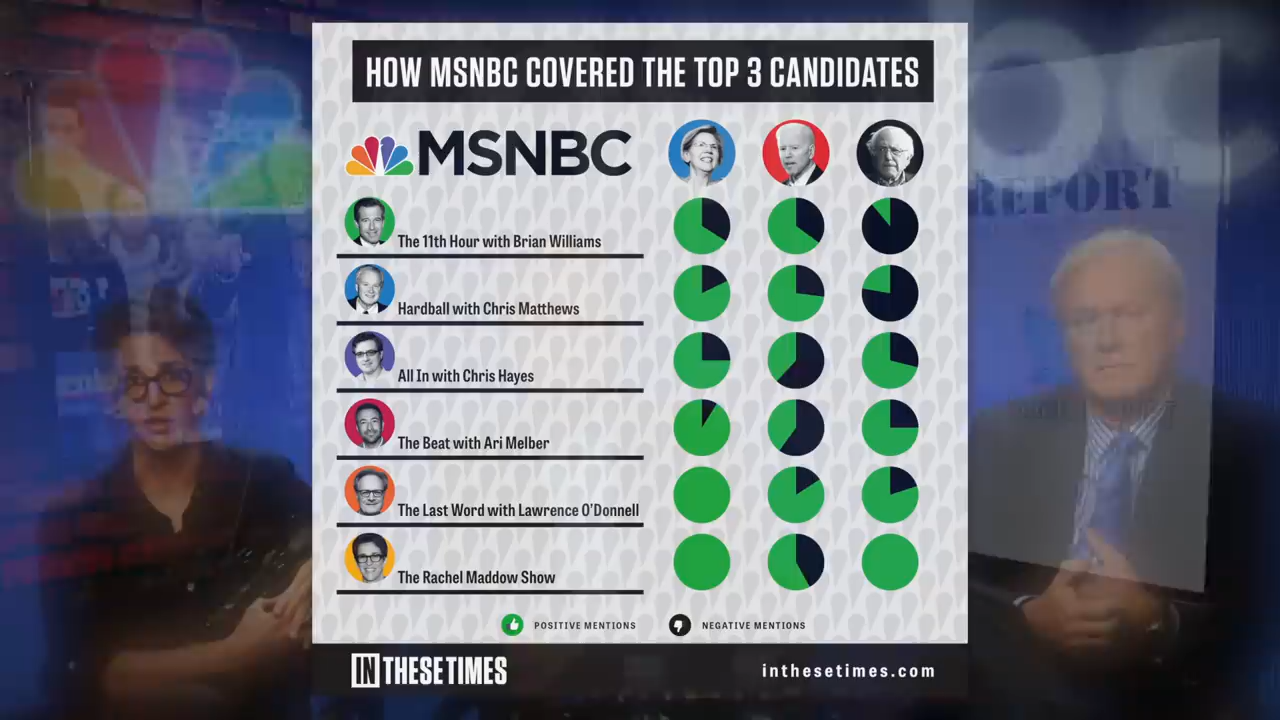 HOW MSNBC COVERED THE TOP 3 CANDIDATES
MSNBC
The 11th Hour with Brian Williams
Hardball with Chris Matthews
All In with Chris Hayes
The Beat with Ari Melber
The Last Word with Lawrence O'Donnell
The Rachel Maddow Show
POSITIVE MENTIONS
NEGATIVE MENTIONS
IN THESE TIMES
inthesetimes.com
REPORT